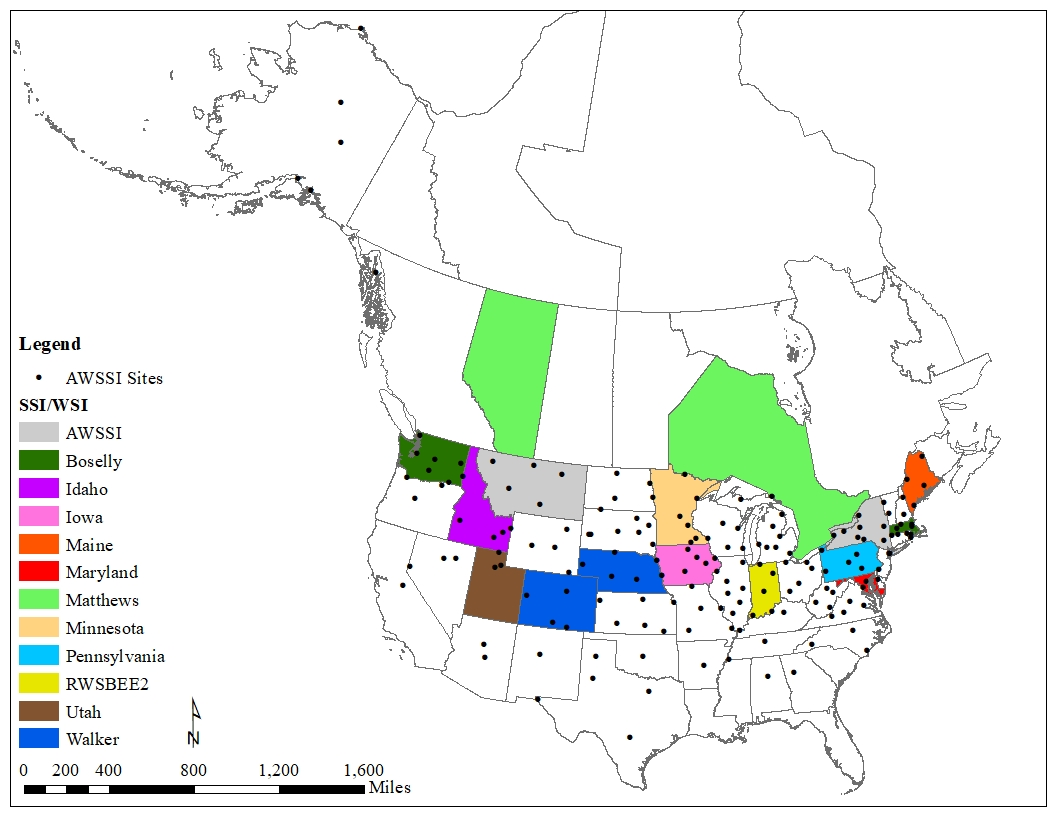 Legend
AWSSI Sites
SSI/WSI
AWSSI
Boselly
Idaho
Iowa
Maine
Maryland
Matthews
Minnesota
Pennsylvania
RWSBEE2
Utah
Walker
N
0 200 400 800 1,200 1,600
Miles